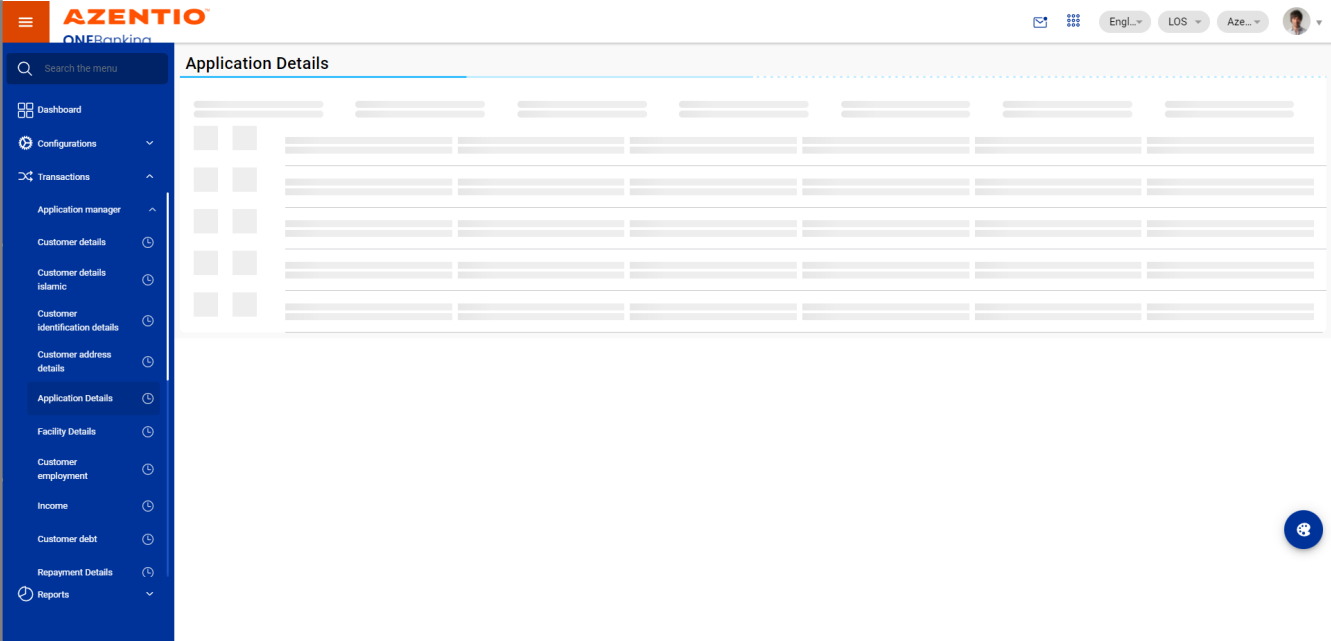 AZENTIO™
ONEBanking
Engl...
LOS
Aze...
Search the menu
Application Details
Dashboard
Configurations
Transactions
Application manager
Customer details
Customer details
islamic
Customer
identification details
Customer address
details
Application Details
Facility Details
Customer
employment
Income
Customer debt
Repayment Details
Reports